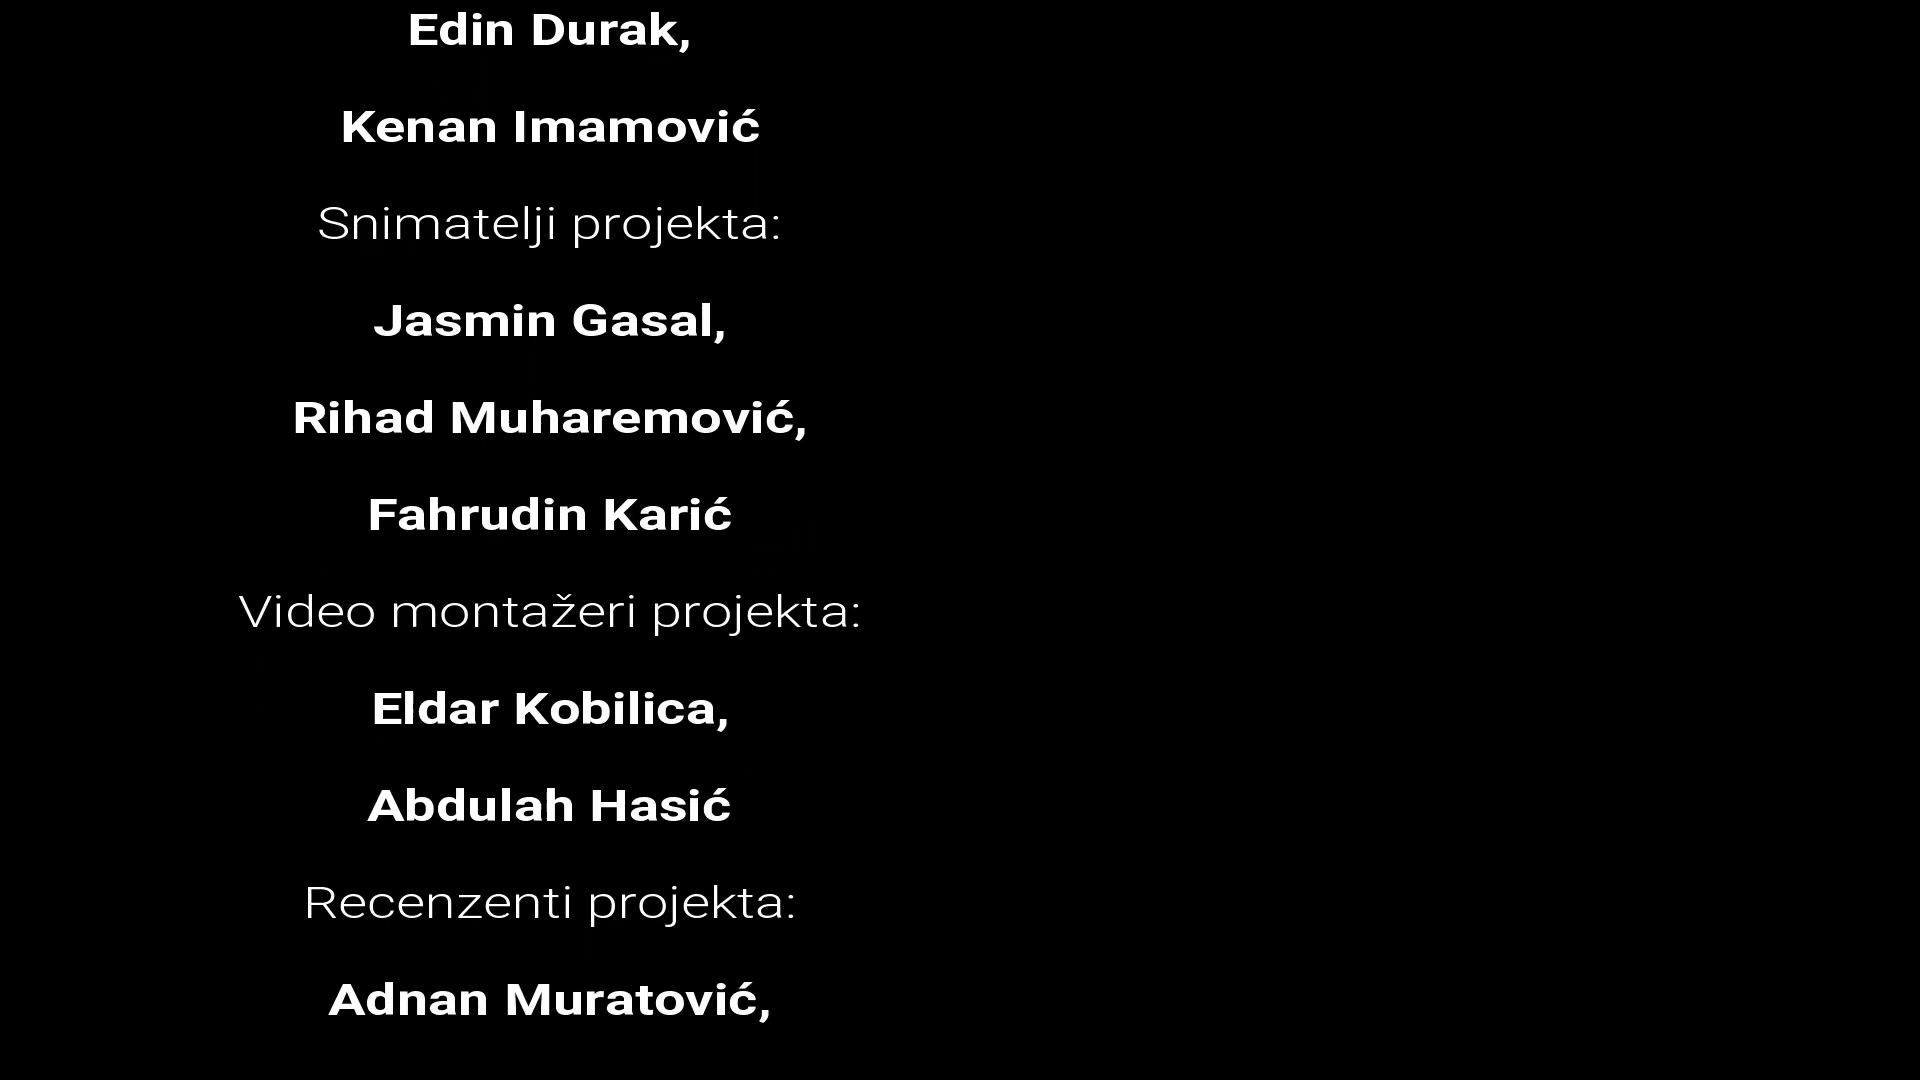 Edin Durak,
Kenan Imamović
Snimatelji projekta:
Jasmin Gasal,
Rihad Muharemović,
Fahrudin Karić
Video montažeri projekta:
Eldar Kobilica,
Abdulah Hasić
Recenzenti projekta:
Adnan Muratović,